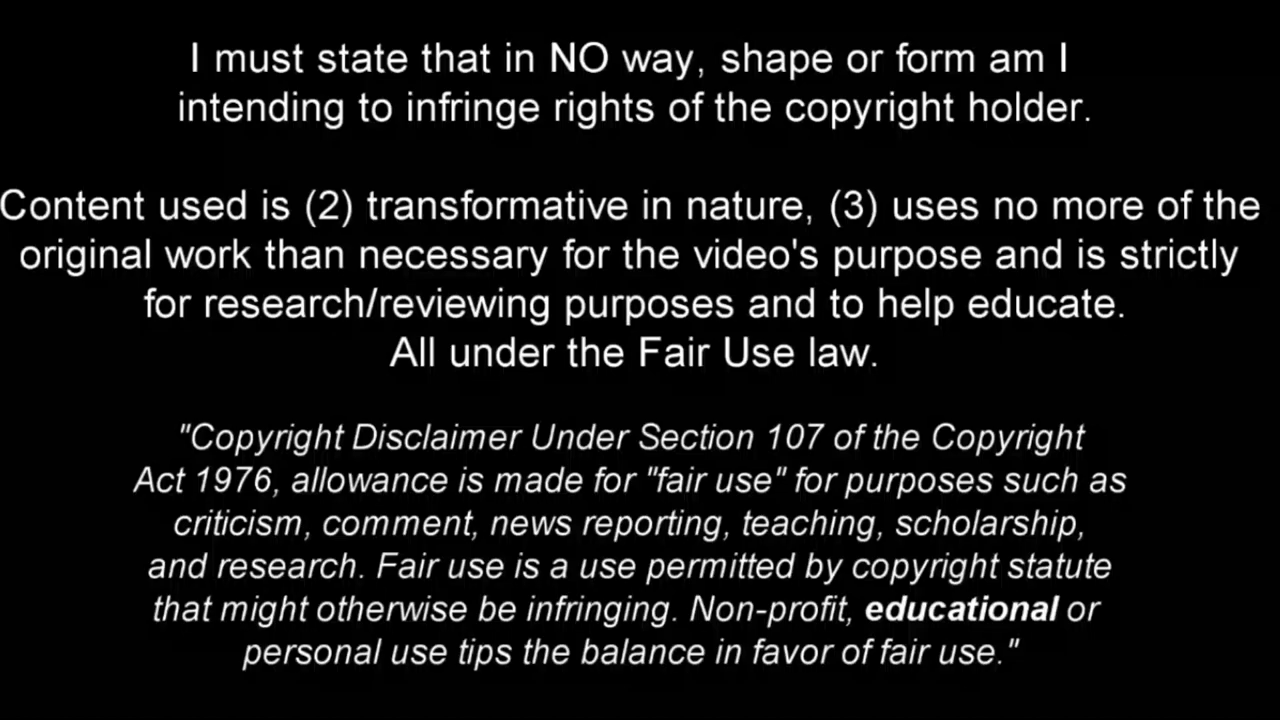 I must state that in NO way, shape or form am I
intending to infringe rights of the copyright holder.
Content used is (2) transformative in nature, (3) uses no more of the
original work than necessary for the video's purpose and is strictly
for research/reviewing purposes and to help educate.
All under the Fair Use law.
"Copyright Disclaimer Under Section 107 of the Copyright
Act 1976, allowance is made for "fair use" for purposes such as
criticism, comment, news reporting, teaching, scholarship,
and research. Fair use is a use permitted by copyright statute
that might otherwise be infringing. Non-profit, educational or
personal use tips the balance in favor of fair use."